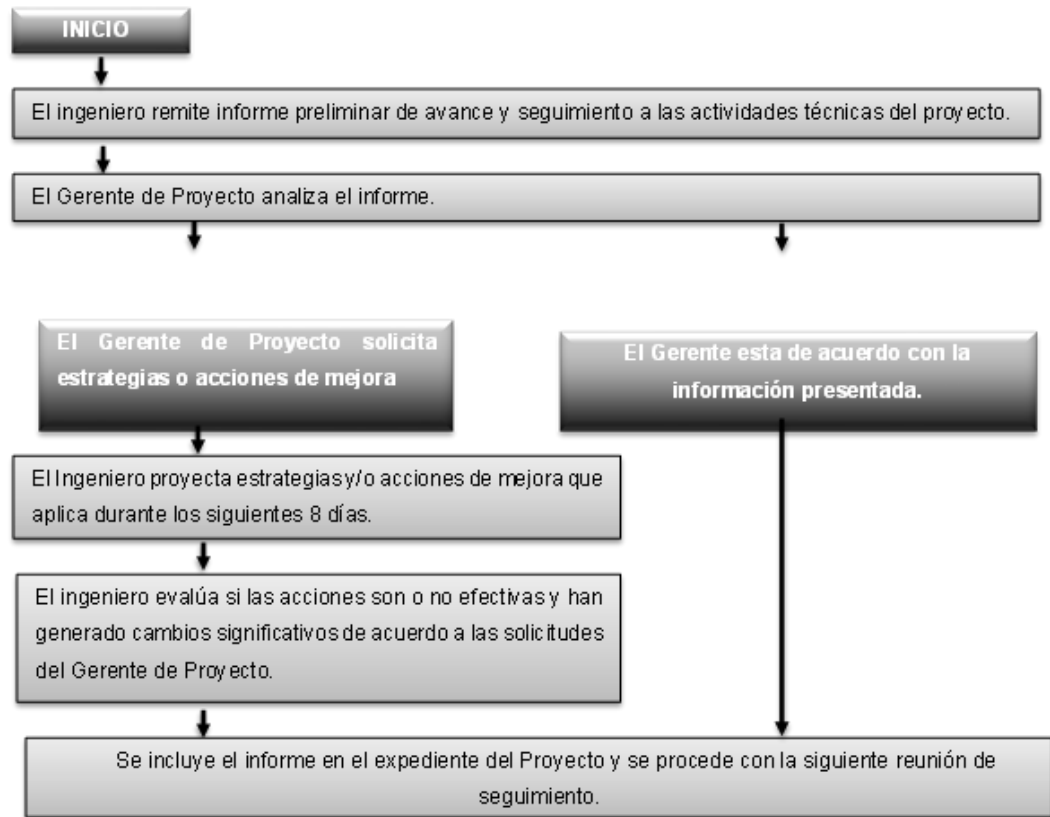 INICIO
El ingeniero remite informe preliminar de avance y seguimiento a las actividades técnicas del proyecto.
El Gerente de Proyecto analiza el informe.
El Gerente de Proyecto solicita
estrategias o acciones de mejora
El Gerente esta de acuerdo con la
información presentada.
El Ingeniero proyecta estrategias y/o acciones de mejora que
aplica durante los siguientes 8 días.
El ingeniero evalúa si las acciones son o no efectivas y han
generado cambios significativos de acuerdo a las solicitudes
del Gerente de Proyecto.
Se incluye el informe en el expediente del Proyecto y se procede con la siguiente reunión de
seguimiento.